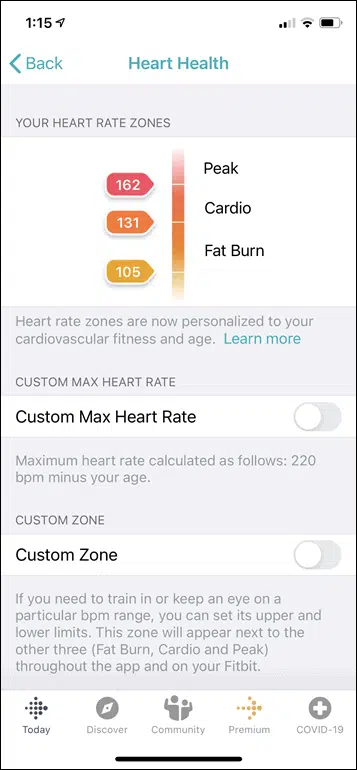 1:15
Back
Heart Health
YOUR HEART RATE ZONES
Peak
162
Cardio
131
Fat Burn
105
Heart rate zones are now personalized to your
cardiovascular fitness and age. Learn more
CUSTOM MAX HEART RATE
Custom Max Heart Rate
Maximum heart rate calculated as follows: 220
bpm minus your age.
CUSTOM ZONE
Custom Zone
If you need to train in or keep an eye on a
particular bpm range, you can set its upper and
lower limits. This zone will appear next to the
other three (Fat Burn, Cardio and Peak)
throughout the app and on your Fitbit.
Today Discover Community Premium COVID-19